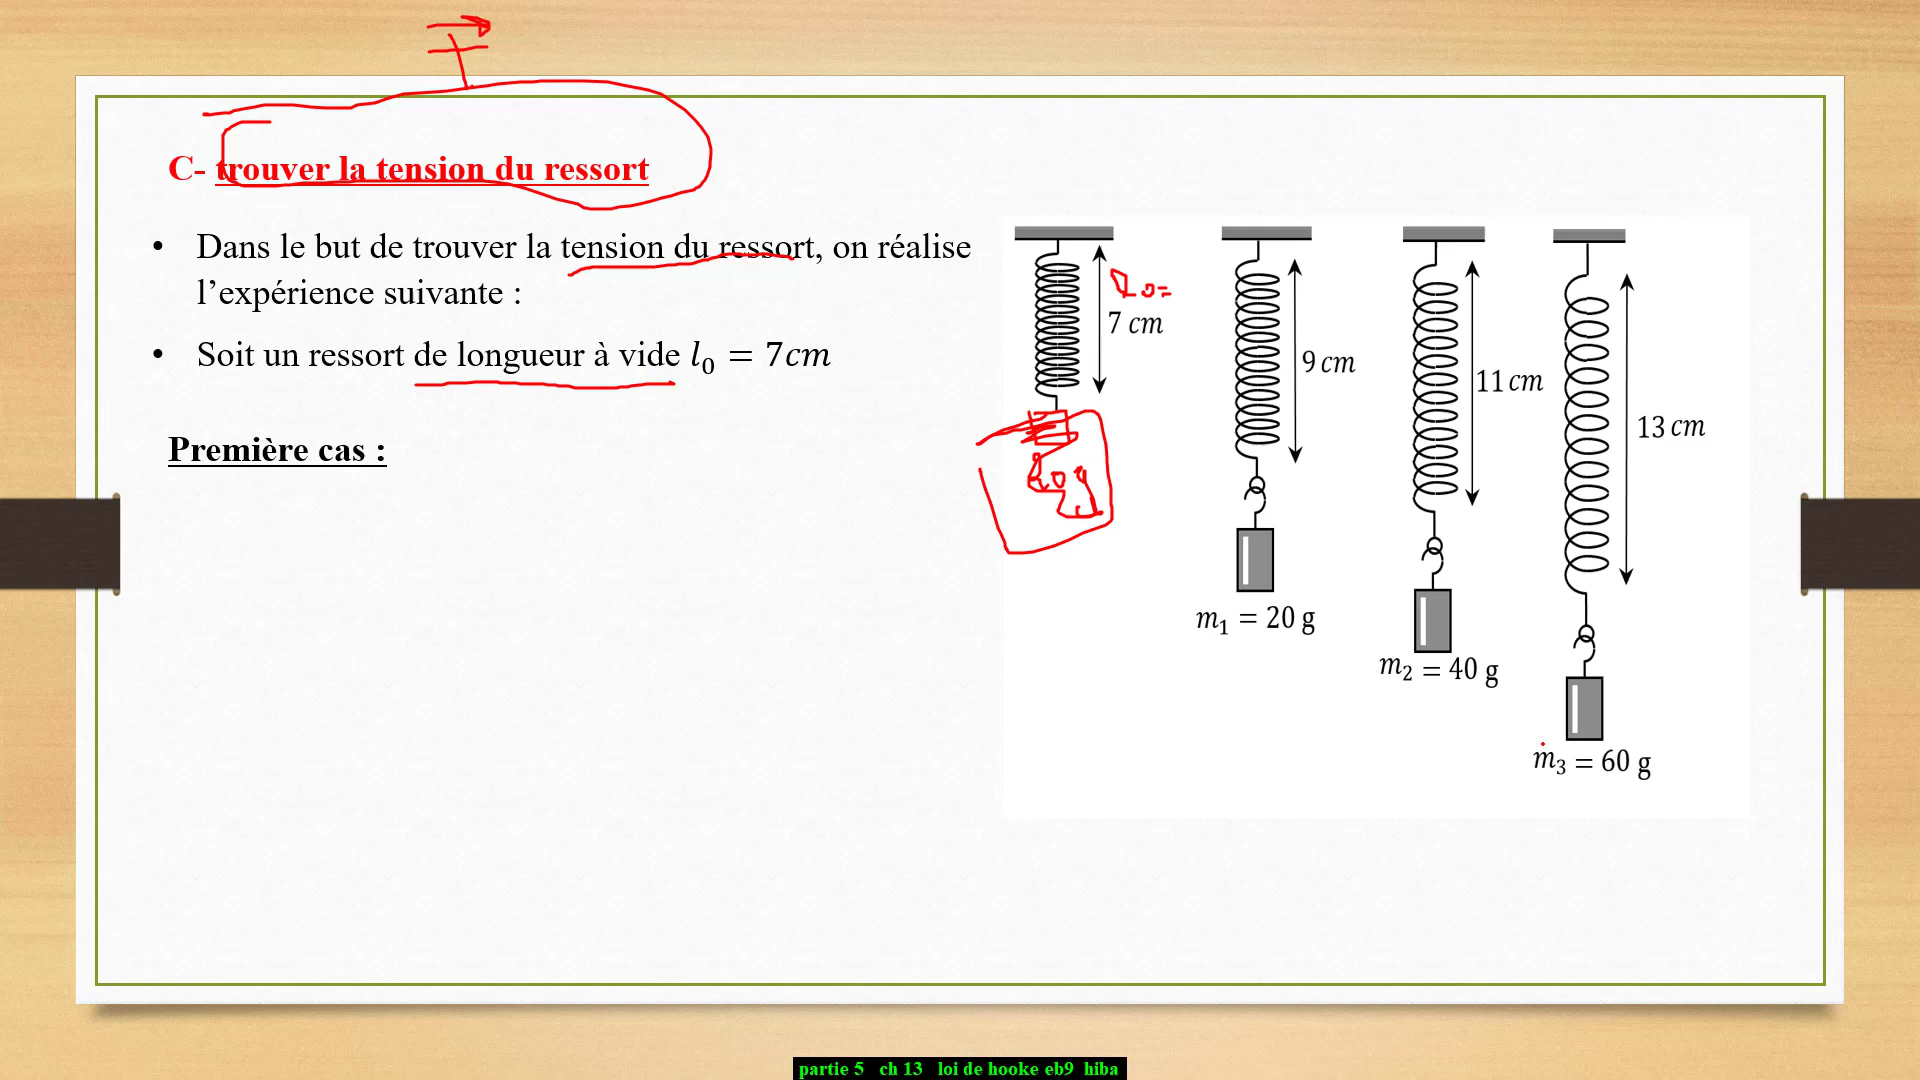 C- trouver la tension du ressort
• Dans le but de trouver la tension du ressort, on réalise
l’expérience suivante :
• Soit un ressort de longueur à vide l₀ = 7cm
Première cas :
7 cm
9 cm
11 cm
13 cm
m₁ = 20 g
m₂ = 40 g
m₃ = 60 g
partie 5 ch 13 loi de hooke eb9 hiba